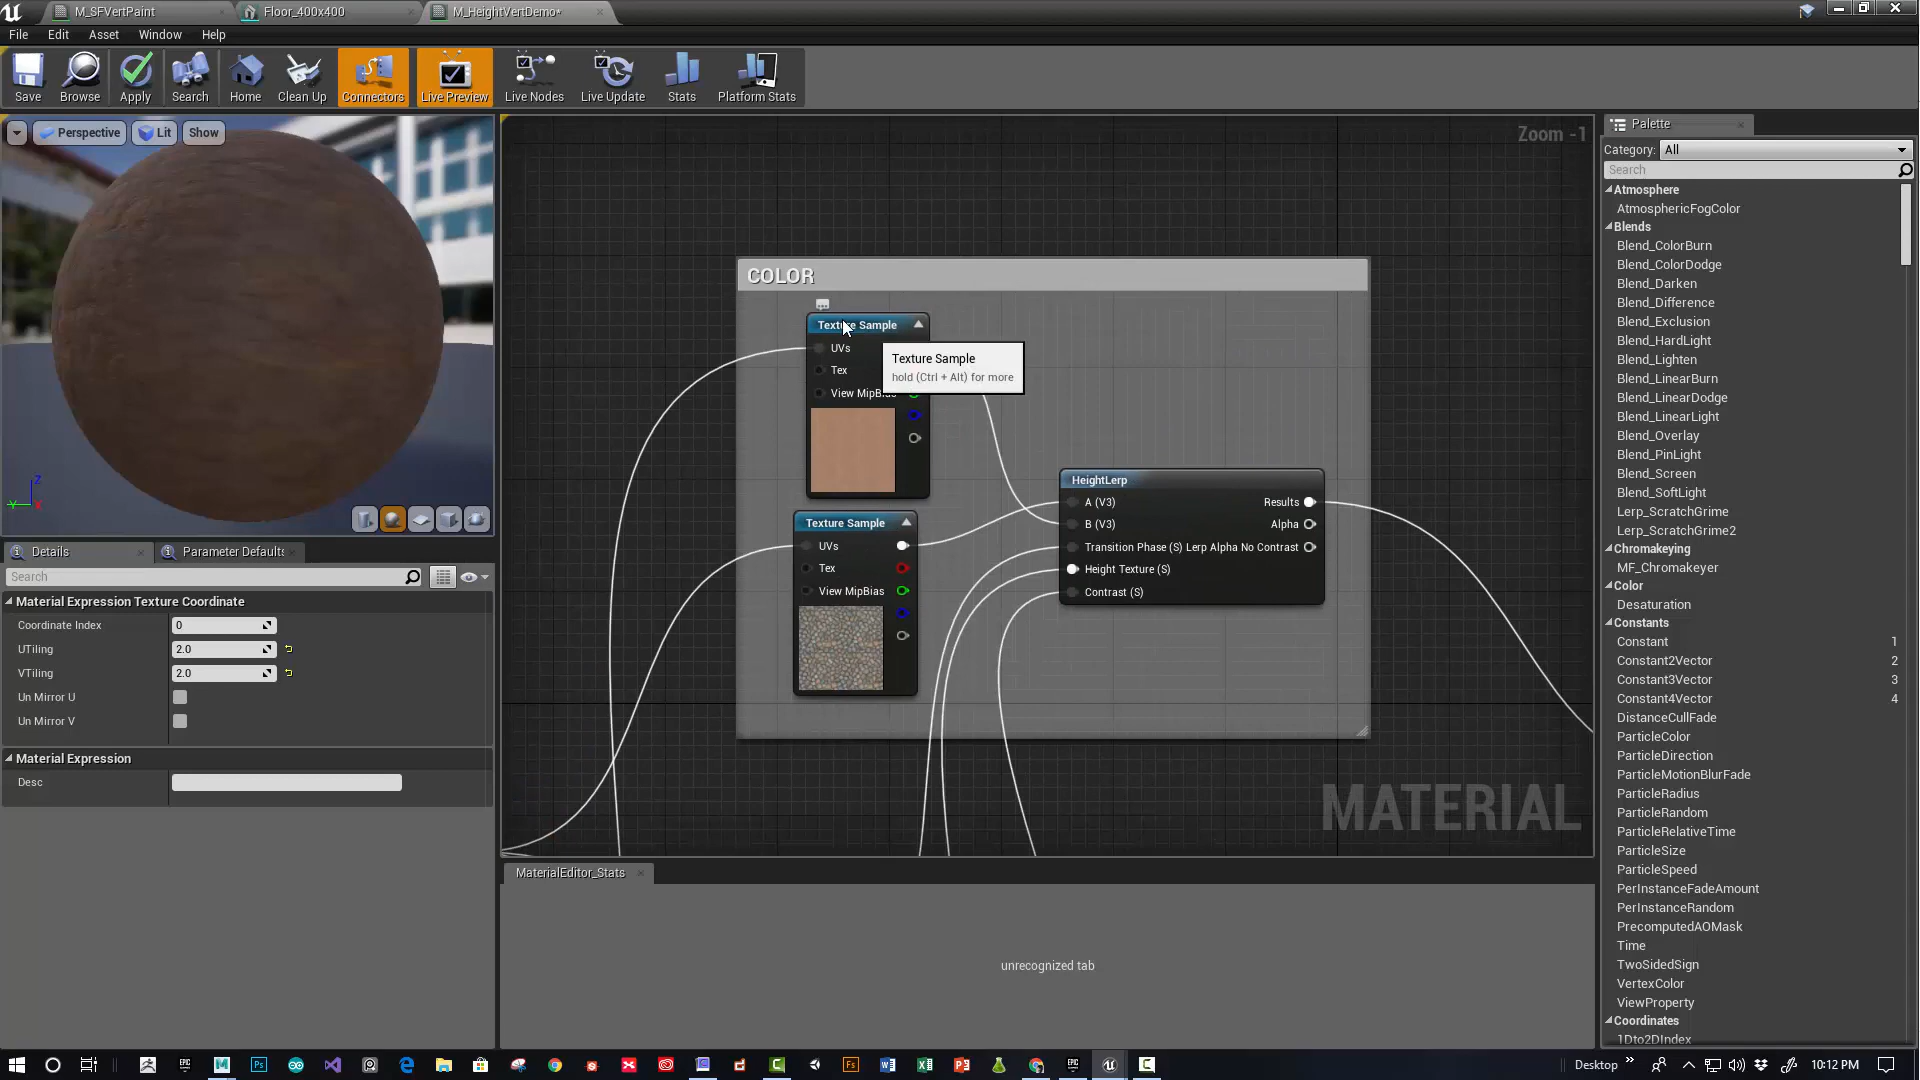 M_SFVertPaint
Floor_400x400
M_HeightVertDemo*
File Edit Asset Window Help
Save Browse Apply Search Home Clean Up Connectors Live Preview Live Nodes Live Update Stats Platform Stats
Perspective Lit Show
Z
Y
X
Details
Parameter Defaults
Search
Material Expression Texture Coordinate
Coordinate Index 0
UTiling 2.0
VTiling 2.0
Un Mirror U
Un Mirror V
Material Expression
Desc
Zoom -1
COLOR
Texture Sample
UVs
Tex
View MipBias
Texture Sample
hold (Ctrl + Alt) for more
Texture Sample
UVs
Tex
View MipBias
HeightLerp
A (V3) Results
B (V3) Alpha
Transition Phase (S) Lerp Alpha No Contrast
Height Texture (S)
Contrast (S)
MATERIAL
MaterialEditor_Stats
unrecognized tab
Palette
Category: All
Search
Atmosphere
AtmosphericFogColor
Blends
Blend_ColorBurn
Blend_ColorDodge
Blend_Darken
Blend_Difference
Blend_Exclusion
Blend_HardLight
Blend_Lighten
Blend_LinearBurn
Blend_LinearDodge
Blend_LinearLight
Blend_Overlay
Blend_PinLight
Blend_Screen
Blend_SoftLight
Lerp_ScratchGrime
Lerp_ScratchGrime2
Chromakeying
MF_Chromakeyer
Color
Desaturation
Constants
Constant 1
Constant2Vector 2
Constant3Vector 3
Constant4Vector 4
DistanceCullFade
ParticleColor
ParticleDirection
ParticleMotionBlurFade
ParticleRadius
ParticleRandom
ParticleRelativeTime
ParticleSize
ParticleSpeed
PerInstanceFadeAmount
PerInstanceRandom
PrecomputedAOMask
Time
TwoSidedSign
VertexColor
ViewProperty
Coordinates
1Dto2DIndex
Desktop
10:12 PM